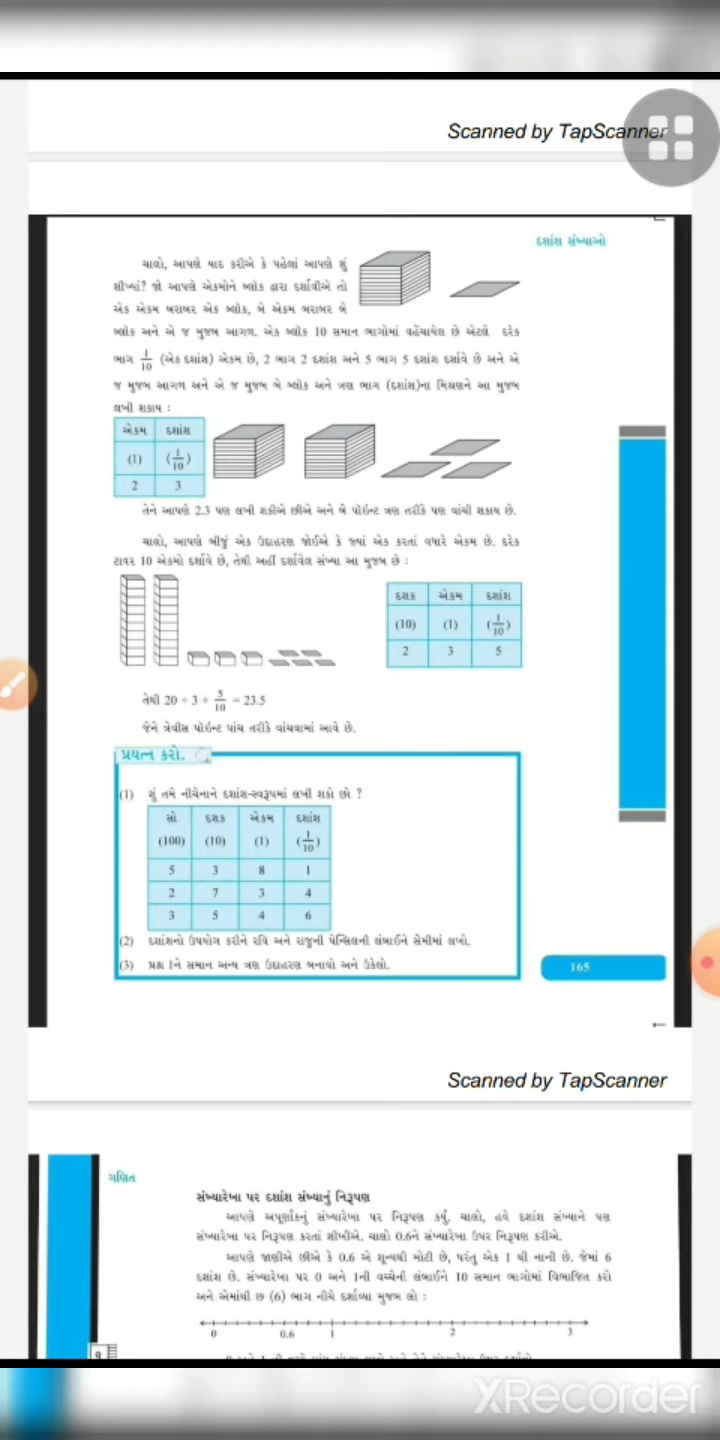 Scanned by TapScanner
દશાંશ સંખ્યાઓ
ચાલો, આપણે યાદ કરીએ કે પહેલાં આપણે શું
શીખ્યાં? જો આપણે એકમોને બ્લોક દ્વારા દર્શાવીએ તો
એક એકમ બરાબર એક બ્લોક, બે એકમ બરાબર બે
બ્લોક અને એ જ મુજબ આગળ. એક બ્લોક 10 સમાન ભાગોમાં વહેંચાયેલ છે એટલે દરેક
ભાગ 1/10 (એક દશાંશ) એકમ છે, 2 ભાગ 2 દશાંશ અને 5 ભાગ 5 દશાંશ દર્શાવે છે અને એ
જ મુજબ આગળ અને એ જ મુજબ બે બ્લોક અને ત્રણ ભાગ (દશાંશ)ના મિશ્રણને આ મુજબ
લખી શકાય :
એકમ દશાંશ
(1) (1/10)
2 3
તેને આપણે 2.3 પણ લખી શકીએ છીએ અને બે પોઇન્ટ ત્રણ તરીકે પણ વાંચી શકાય છે.
ચાલો, આપણે બીજું એક ઉદાહરણ જોઈએ કે જ્યાં એક કરતાં વધારે એકમ છે. દરેક
ટાવર 10 એકમો દર્શાવે છે, તેથી અહીં દર્શાવેલ સંખ્યા આ મુજબ છે :
દશક એકમ દશાંશ
(10) (1) (1/10)
2 3 5
તેથી 20 + 3 + 5/10 = 23.5
જેને ત્રેવીસ પોઇન્ટ પાંચ તરીકે વાંચવામાં આવે છે.
પ્રયત્ન કરો.
(1) શું તમે નીચેનાને દશાંશ-સ્વરૂપમાં લખી શકો છો ?
સો દશક એકમ દશાંશ
(100) (10) (1) (1/10)
5 3 8 1
2 7 3 4
3 5 4 6
(2) દશાંશનો ઉપયોગ કરીને રવિ અને રાજુની પેન્સિલની લંબાઈને સેમીમાં લખો.
(3) પ્રશ્ન 1ને સમાન અન્ય ત્રણ ઉદાહરણ બનાવો અને ઉકેલો.
165
Scanned by TapScanner
ગણિત
સંખ્યારેખા પર દશાંશ સંખ્યાનું નિરૂપણ
આપણે અપૂર્ણાંકનું સંખ્યારેખા પર નિરૂપણ કર્યું. ચાલો, હવે દશાંશ સંખ્યાને પણ
સંખ્યારેખા પર નિરૂપણ કરતાં શીખીએ. ચાલો 0.6ને સંખ્યારેખા ઉપર નિરૂપણ કરીએ.
આપણે જાણીએ છીએ કે 0.6 એ શૂન્યથી મોટી છે, પરંતુ એક 1 થી નાની છે. જેમાં 6
દશાંશ છે. સંખ્યારેખા પર 0 અને 1ની વચ્ચેની લંબાઈને 10 સમાન ભાગોમાં વિભાજિત કરો
અને એમાંથી છ (6) ભાગ નીચે દર્શાવ્યા મુજબ લો :
0 0.6 1 2 3
XRecorder